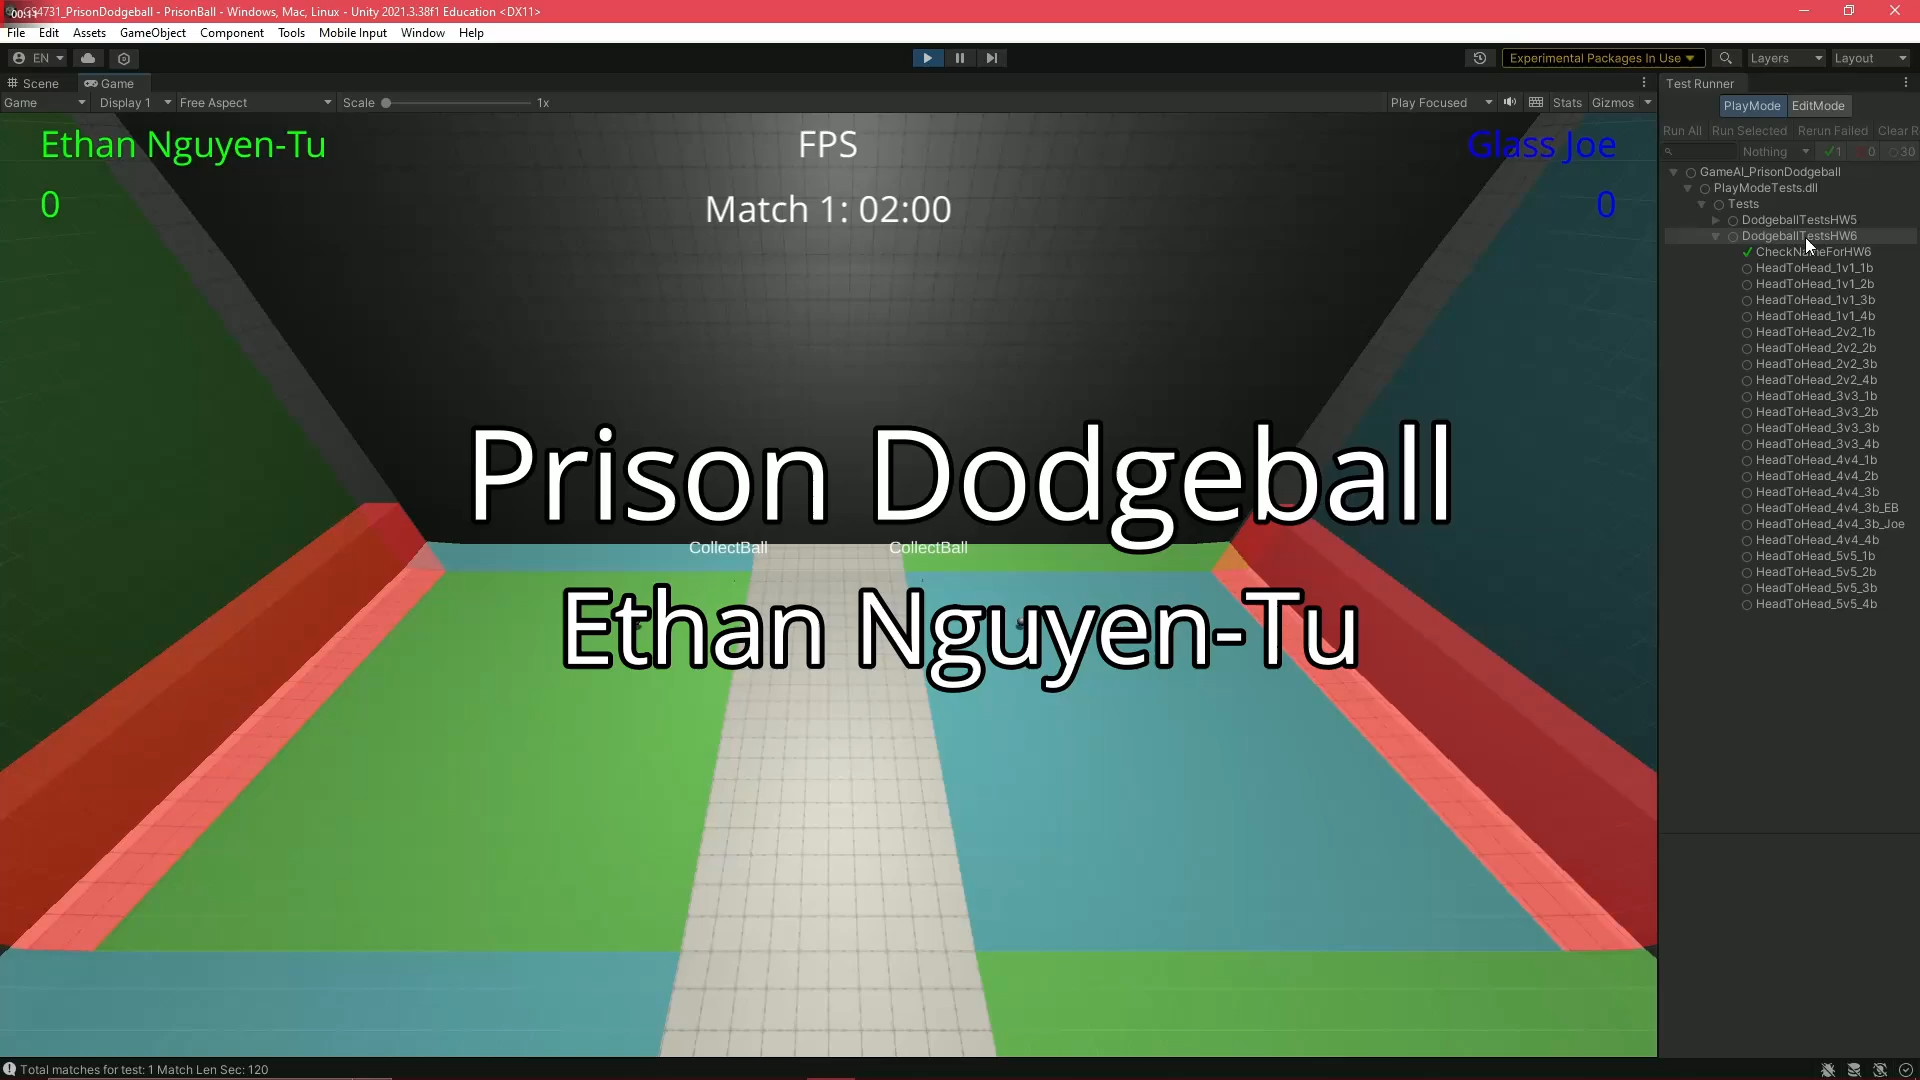 CS4731_PrisonDodgeball - PrisonBall - Windows, Mac, Linux - Unity 2021.3.38f1 Education <DX11>
00:11
File Edit Assets GameObject Component Tools Mobile Input Window Help
EN
Experimental Packages In Use
Layers
Layout
Scene
Game
Game
Display 1
Free Aspect
Scale
1x
Play Focused
Stats
Gizmos
Ethan Nguyen-Tu
FPS
Glass Joe
0
Match 1: 02:00
0
Prison Dodgeball
CollectBall
CollectBall
Ethan Nguyen-Tu
Test Runner
PlayMode EditMode
Run All Run Selected Rerun Failed Clear R
Nothing
1
0
30
GameAI_PrisonDodgeball
PlayModeTests.dll
Tests
DodgeballTestsHW5
DodgeballTestsHW6
CheckNameForHW6
HeadToHead_1v1_1b
HeadToHead_1v1_2b
HeadToHead_1v1_3b
HeadToHead_1v1_4b
HeadToHead_2v2_1b
HeadToHead_2v2_2b
HeadToHead_2v2_3b
HeadToHead_2v2_4b
HeadToHead_3v3_1b
HeadToHead_3v3_2b
HeadToHead_3v3_3b
HeadToHead_3v3_4b
HeadToHead_4v4_1b
HeadToHead_4v4_2b
HeadToHead_4v4_3b
HeadToHead_4v4_3b_EB
HeadToHead_4v4_3b_Joe
HeadToHead_4v4_4b
HeadToHead_5v5_1b
HeadToHead_5v5_2b
HeadToHead_5v5_3b
HeadToHead_5v5_4b
Total matches for test: 1 Match Len Sec: 120